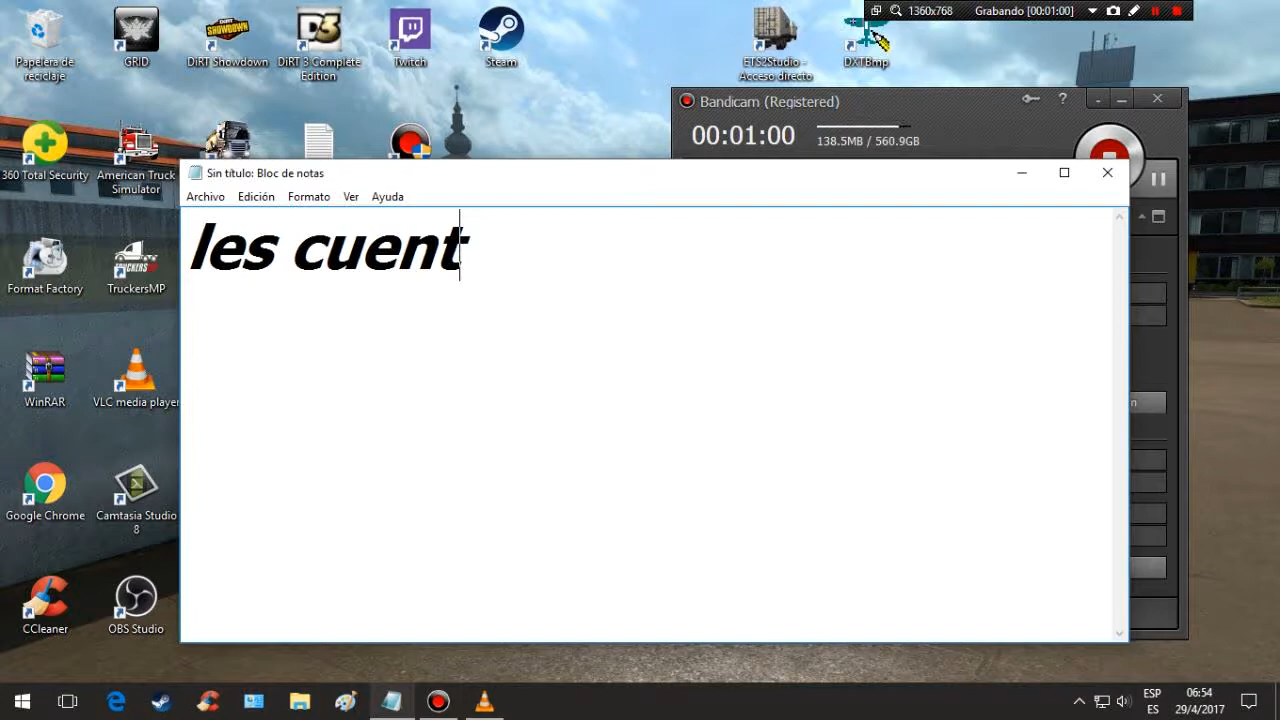 1360x768 Grabando [00:01:00]
Papelera de reciclaje
GRID
DiRT Showdown
DiRT 3 Complete Edition
Twitch
Steam
ETS2Studio - Acceso directo
DXTBmp
Bandicam (Registered)
00:01:00
138.5MB / 560.9GB
360 Total Security
American Truck Simulator
Sin título: Bloc de notas
Archivo Edición Formato Ver Ayuda
les cuent
Format Factory
TruckersMP
WinRAR
VLC media player
Google Chrome
Camtasia Studio 8
CCleaner
OBS Studio
ESP
ES
06:54
29/4/2017